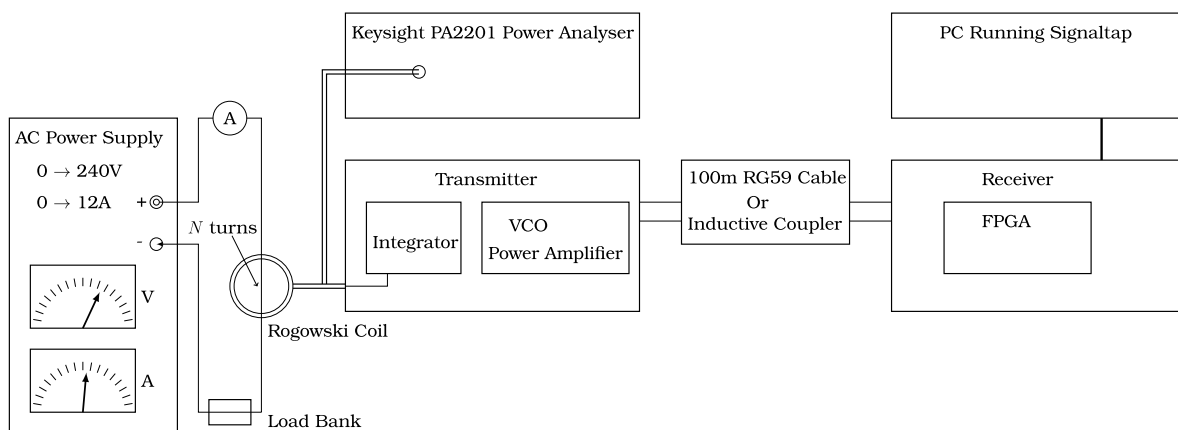 Keysight PA2201 Power Analyser
PC Running Signaltap
A
AC Power Supply
0 → 240V
0 → 12A
+
-
N turns
V
A
Rogowski Coil
Load Bank
Transmitter
Integrator
VCO
Power Amplifier
100m RG59 Cable
Or
Inductive Coupler
Receiver
FPGA